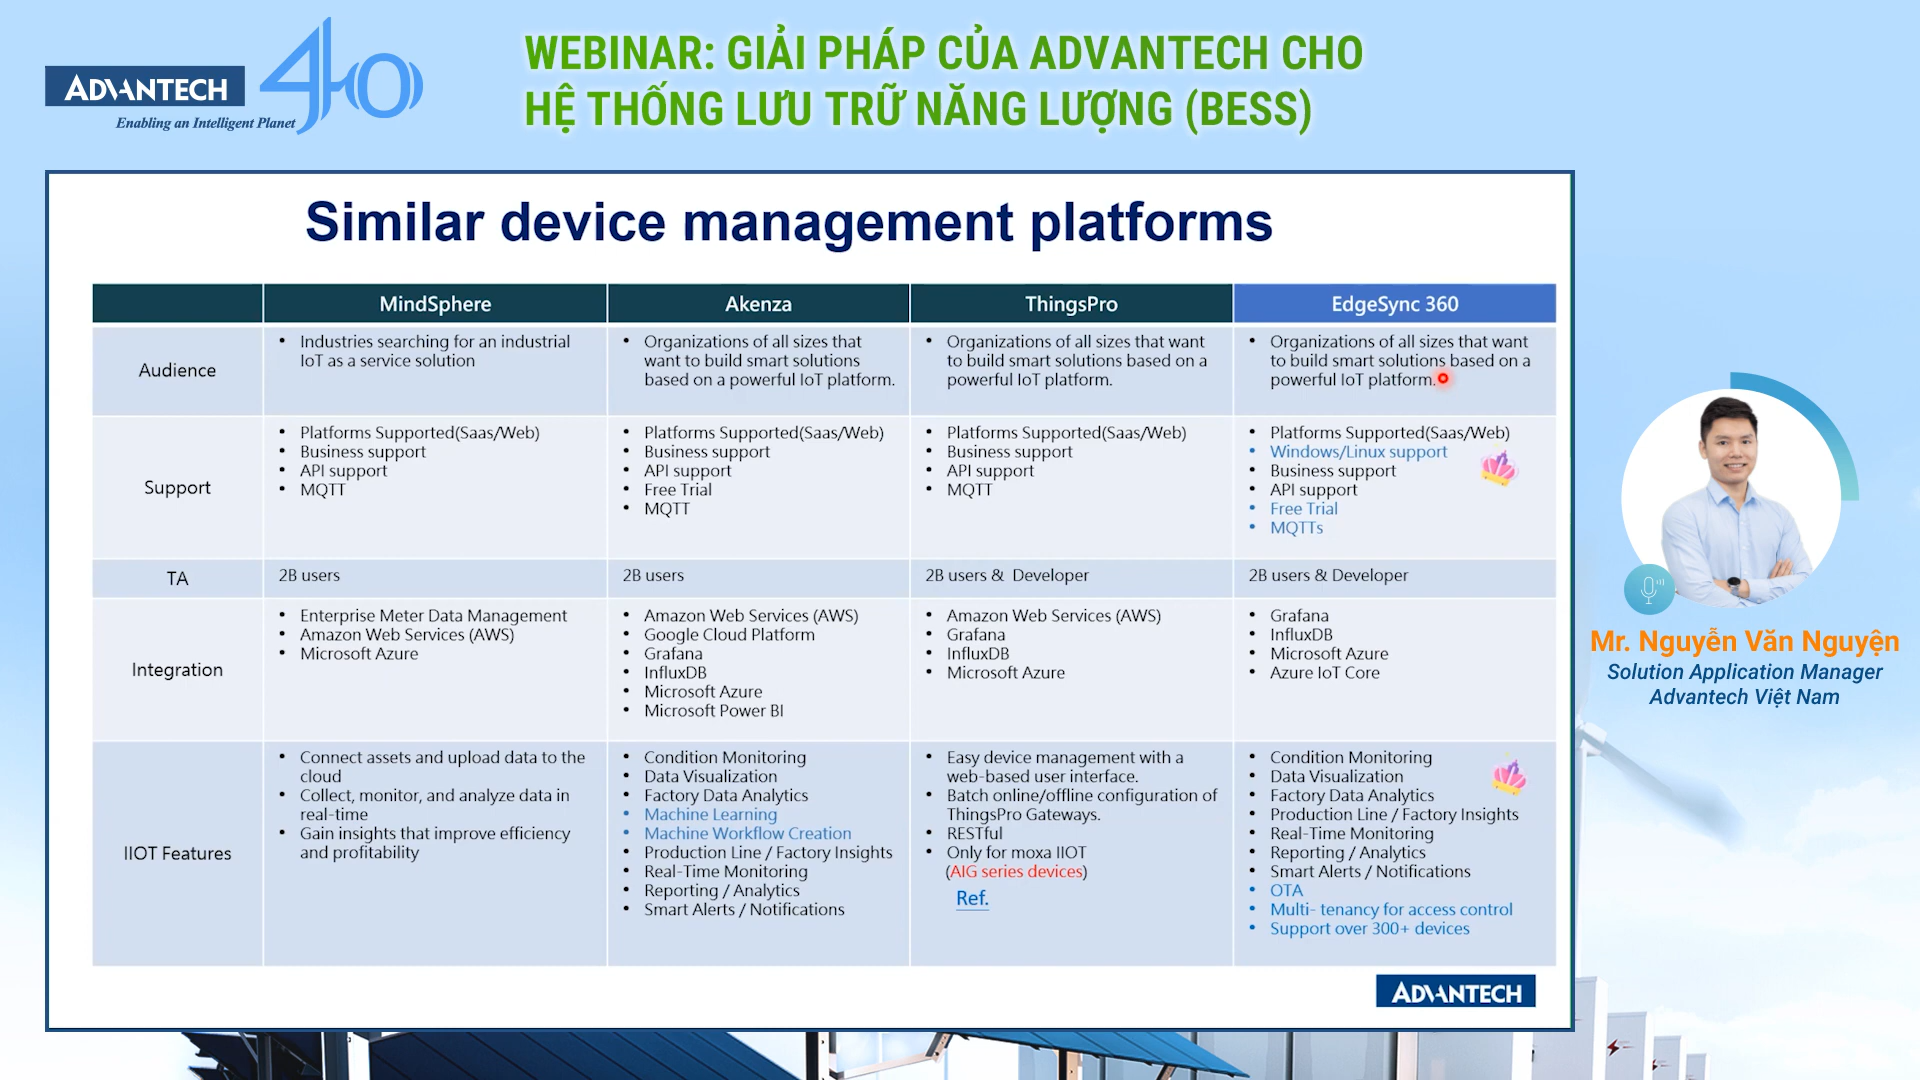 ADVANTECH
Enabling an Intelligent Planet
40
WEBINAR: GIẢI PHÁP CỦA ADVANTECH CHO
HỆ THỐNG LƯU TRỮ NĂNG LƯỢNG (BESS)
Similar device management platforms
MindSphere
Akenza
ThingsPro
EdgeSync 360
Audience
• Industries searching for an industrial
IoT as a service solution
• Organizations of all sizes that
want to build smart solutions
based on a powerful IoT platform.
• Organizations of all sizes that want
to build smart solutions based on a
powerful IoT platform.
• Organizations of all sizes that want
to build smart solutions based on a
powerful IoT platform.
Support
• Platforms Supported(Saas/Web)
• Business support
• API support
• MQTT
• Platforms Supported(Saas/Web)
• Business support
• API support
• Free Trial
• MQTT
• Platforms Supported(Saas/Web)
• Business support
• API support
• MQTT
• Platforms Supported(Saas/Web)
• Windows/Linux support
• Business support
• API support
• Free Trial
• MQTTs
TA
2B users
2B users
2B users & Developer
2B users & Developer
Integration
• Enterprise Meter Data Management
• Amazon Web Services (AWS)
• Microsoft Azure
• Amazon Web Services (AWS)
• Google Cloud Platform
• Grafana
• InfluxDB
• Microsoft Azure
• Microsoft Power BI
• Amazon Web Services (AWS)
• Grafana
• InfluxDB
• Microsoft Azure
• Grafana
• InfluxDB
• Microsoft Azure
• Azure IoT Core
IIOT Features
• Connect assets and upload data to the
cloud
• Collect, monitor, and analyze data in
real-time
• Gain insights that improve efficiency
and profitability
• Condition Monitoring
• Data Visualization
• Factory Data Analytics
• Machine Learning
• Machine Workflow Creation
• Production Line / Factory Insights
• Real-Time Monitoring
• Reporting / Analytics
• Smart Alerts / Notifications
• Easy device management with a
web-based user interface.
• Batch online/offline configuration of
ThingsPro Gateways.
• RESTful
• Only for moxa IIOT
(AIG series devices)
Ref.
• Condition Monitoring
• Data Visualization
• Factory Data Analytics
• Production Line / Factory Insights
• Real-Time Monitoring
• Reporting / Analytics
• Smart Alerts / Notifications
• OTA
• Multi- tenancy for access control
• Support over 300+ devices
ADVANTECH
Mr. Nguyễn Văn Nguyện
Solution Application Manager
Advantech Việt Nam